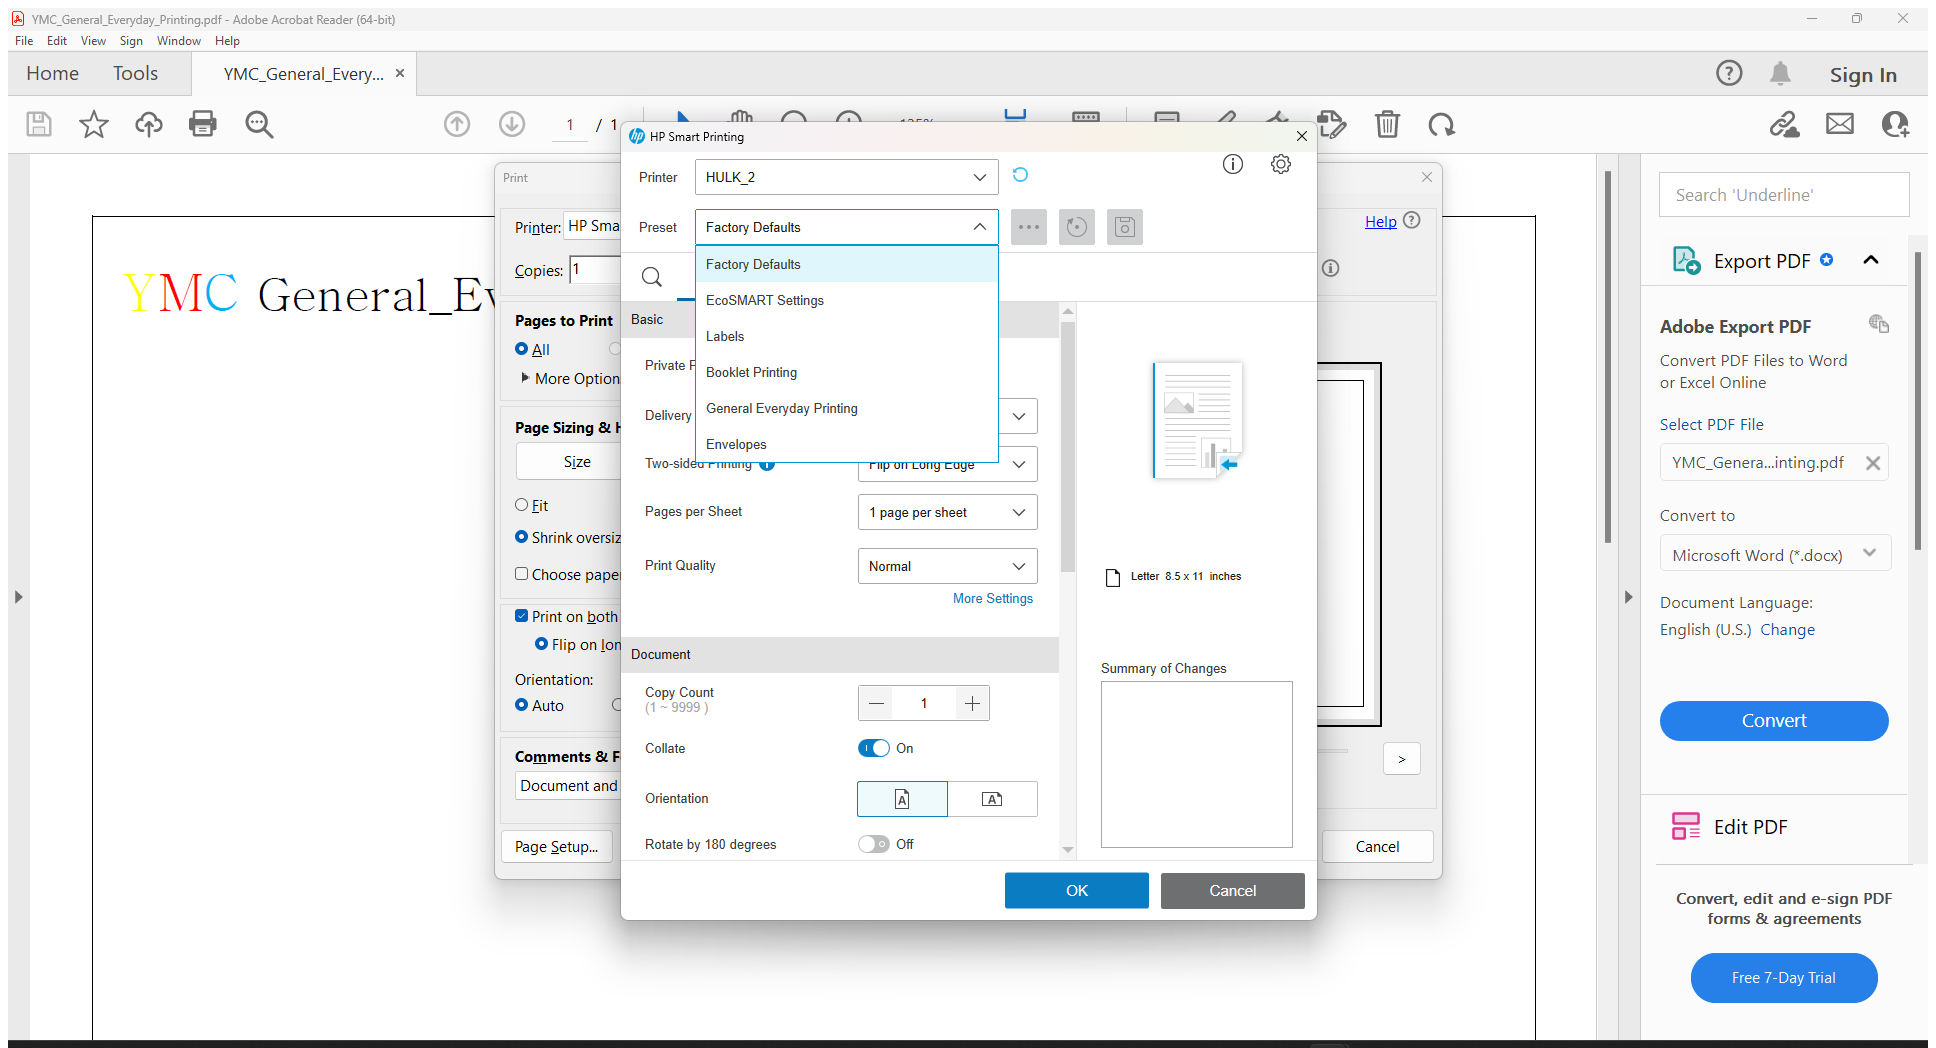 YMC_General_Everyday_Printing.pdf - Adobe Acrobat Reader (64-bit)
File Edit View Sign Window Help
Home Tools YMC_General_Every... × Sign In
1 / 1
HP Smart Printing
Print
Printer HULK_2
Preset Factory Defaults
Factory Defaults
EcoSMART Settings
Labels
Booklet Printing
General Everyday Printing
Envelopes
Basic
Private
Delivery
Two-sided Printing Flip on Long Edge
Pages per Sheet 1 page per sheet
Print Quality Normal
More Settings
Document
Copy Count 1
(1 ~ 9999 )
Collate On
Orientation
Rotate by 180 degrees Off
Letter 8.5 x 11 inches
Summary of Changes
OK Cancel
Printer: HP Sma
Copies: 1
Help
Pages to Print
All
More Option
Page Sizing &
Size
Fit
Shrink oversiz
Choose pape
Print on both
Flip on lon
Orientation:
Auto
Comments & F
Document and
Page Setup...
>
Cancel
YMC General_Ev
Search 'Underline'
Export PDF
Adobe Export PDF
Convert PDF Files to Word
or Excel Online
Select PDF File
YMC_Genera...inting.pdf
Convert to
Microsoft Word (*.docx)
Document Language:
English (U.S.) Change
Convert
Edit PDF
Convert, edit and e-sign PDF
forms & agreements
Free 7-Day Trial